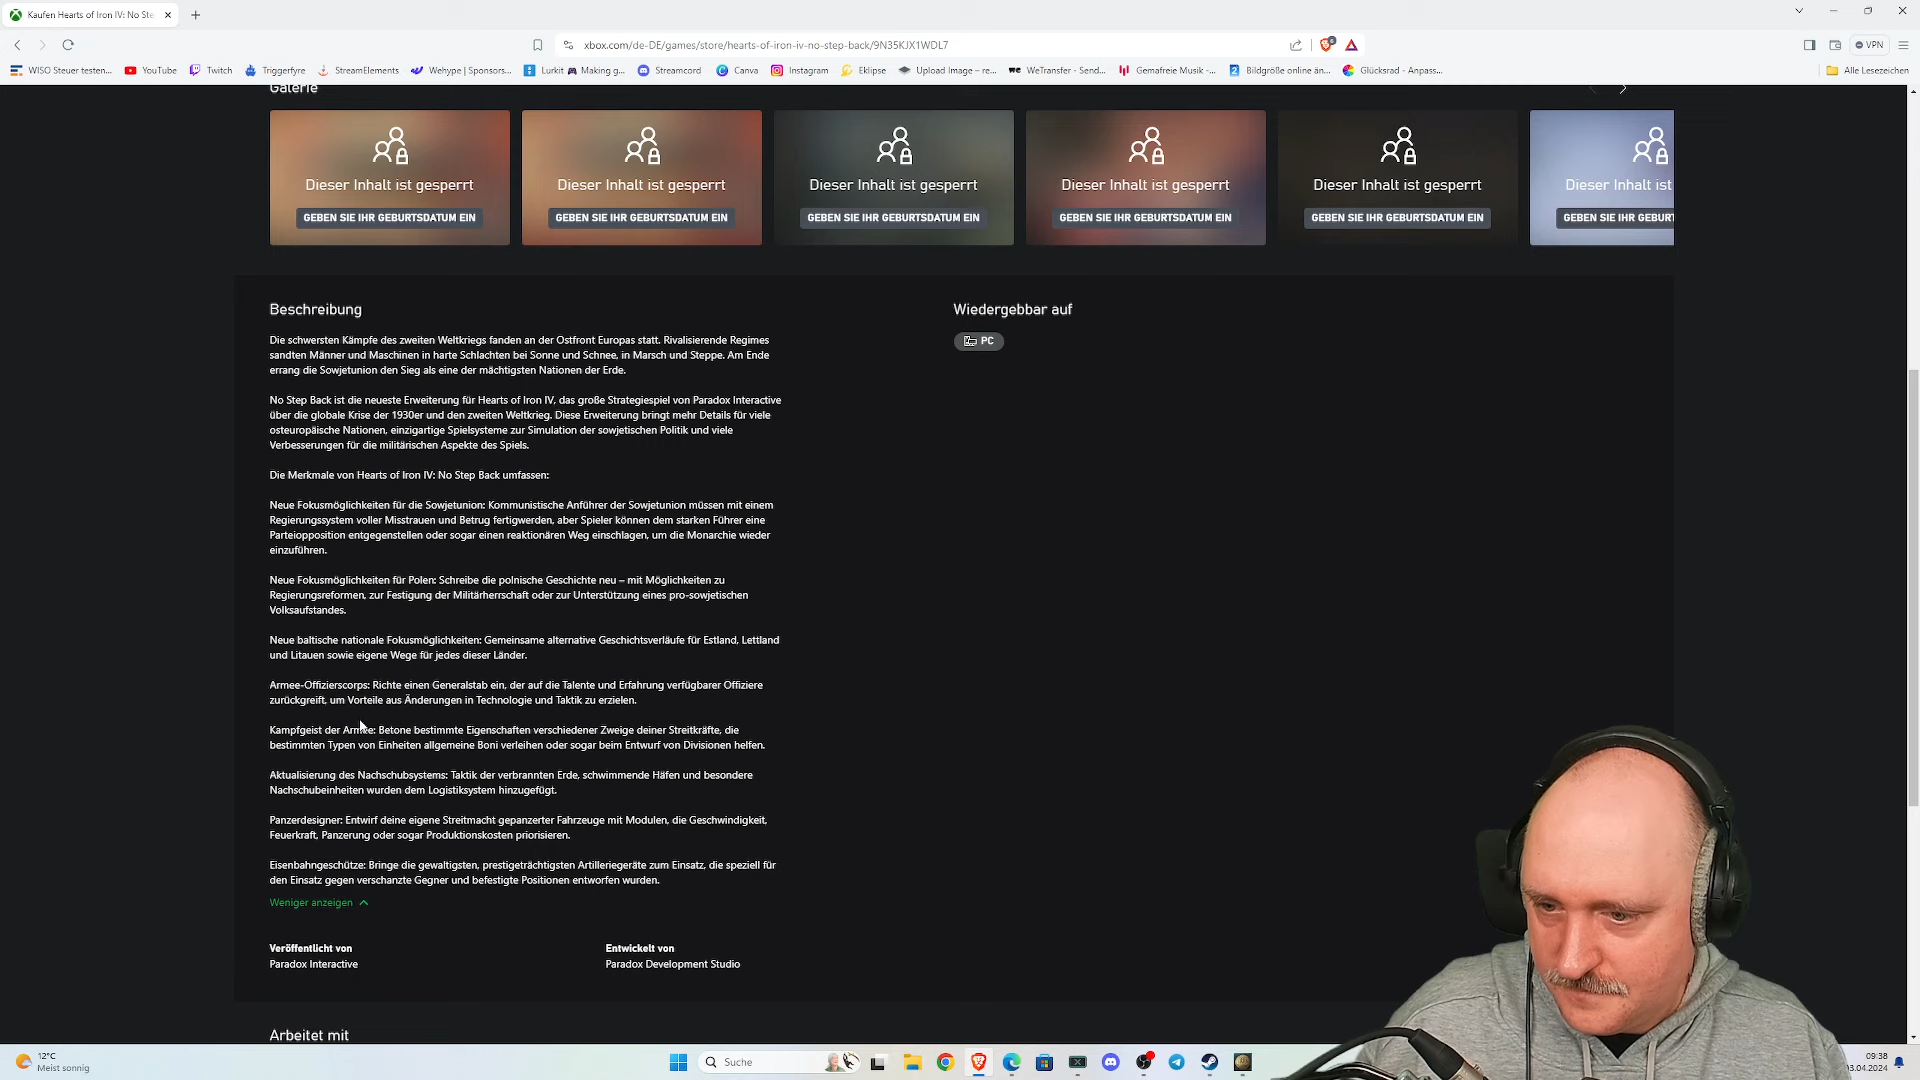 Kaufen Hearts of Iron IV: No Ste
xbox.com/de-DE/games/store/hearts-of-iron-iv-no-step-back/9N35KJX1WDL7
6
VPN
WISO Steuer testen...
YouTube
Twitch
Triggerfyre
StreamElements
Wehype | Sponsors...
Lurkit 🎮 Making g...
Streamcord
Canva
Instagram
Eklipse
Upload Image – re...
WeTransfer - Send...
Gemafreie Musik -...
Bildgröße online än...
Glücksrad - Anpass...
Alle Lesezeichen
Galerie
Dieser Inhalt ist gesperrt
GEBEN SIE IHR GEBURTSDATUM EIN
Dieser Inhalt ist gesperrt
GEBEN SIE IHR GEBURTSDATUM EIN
Dieser Inhalt ist gesperrt
GEBEN SIE IHR GEBURTSDATUM EIN
Dieser Inhalt ist gesperrt
GEBEN SIE IHR GEBURTSDATUM EIN
Dieser Inhalt ist gesperrt
GEBEN SIE IHR GEBURTSDATUM EIN
Dieser Inhalt ist
GEBEN SIE IHR GEBURT
Beschreibung
Die schwersten Kämpfe des zweiten Weltkriegs fanden an der Ostfront Europas statt. Rivalisierende Regimes
sandten Männer und Maschinen in harte Schlachten bei Sonne und Schnee, in Marsch und Steppe. Am Ende
errang die Sowjetunion den Sieg als eine der mächtigsten Nationen der Erde.
No Step Back ist die neueste Erweiterung für Hearts of Iron IV, das große Strategiespiel von Paradox Interactive
über die globale Krise der 1930er und den zweiten Weltkrieg. Diese Erweiterung bringt mehr Details für viele
osteuropäische Nationen, einzigartige Spielsysteme zur Simulation der sowjetischen Politik und viele
Verbesserungen für die militärischen Aspekte des Spiels.
Die Merkmale von Hearts of Iron IV: No Step Back umfassen:
Neue Fokusmöglichkeiten für die Sowjetunion: Kommunistische Anführer der Sowjetunion müssen mit einem
Regierungssystem voller Misstrauen und Betrug fertigwerden, aber Spieler können dem starken Führer eine
Parteiopposition entgegenstellen oder sogar einen reaktionären Weg einschlagen, um die Monarchie wieder
einzuführen.
Neue Fokusmöglichkeiten für Polen: Schreibe die polnische Geschichte neu – mit Möglichkeiten zu
Regierungsreformen, zur Festigung der Militärherrschaft oder zur Unterstützung eines pro-sowjetischen
Volksaufstandes.
Neue baltische nationale Fokusmöglichkeiten: Gemeinsame alternative Geschichtsverläufe für Estland, Lettland
und Litauen sowie eigene Wege für jedes dieser Länder.
Armee-Offizierscorps: Richte einen Generalstab ein, der auf die Talente und Erfahrung verfügbarer Offiziere
zurückgreift, um Vorteile aus Änderungen in Technologie und Taktik zu erzielen.
Kampfgeist der Armee: Betone bestimmte Eigenschaften verschiedener Zweige deiner Streitkräfte, die
bestimmten Typen von Einheiten allgemeine Boni verleihen oder sogar beim Entwurf von Divisionen helfen.
Aktualisierung des Nachschubsystems: Taktik der verbrannten Erde, schwimmende Häfen und besondere
Nachschubeinheiten wurden dem Logistiksystem hinzugefügt.
Panzerdesigner: Entwirf deine eigene Streitmacht gepanzerter Fahrzeuge mit Modulen, die Geschwindigkeit,
Feuerkraft, Panzerung oder sogar Produktionskosten priorisieren.
Eisenbahngeschütze: Bringe die gewaltigsten, prestigeträchtigsten Artilleriegeräte zum Einsatz, die speziell für
den Einsatz gegen verschanzte Gegner und befestigte Positionen entworfen wurden.
Weniger anzeigen
Veröffentlicht von
Paradox Interactive
Entwickelt von
Paradox Development Studio
Wiedergebbar auf
PC
Arbeitet mit
12°C
Meist sonnig
Suche
09:38
3.04.2024